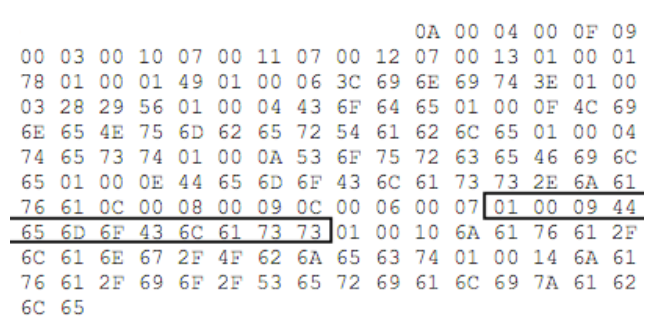 0A 00 04 00 0F 09
00 03 00 10 07 00 11 07 00 12 07 00 13 01 00 01
78 01 00 01 49 01 00 06 3C 69 6E 69 74 3E 01 00
03 28 29 56 01 00 04 43 6F 64 65 01 00 0F 4C 69
6E 65 4E 75 6D 62 65 72 54 61 62 6C 65 01 00 04
74 65 73 74 01 00 0A 53 6F 75 72 63 65 46 69 6C
65 01 00 0E 44 65 6D 6F 43 6C 61 73 73 2E 6A 61
76 61 0C 00 08 00 09 0C 00 06 00 07 01 00 09 44
65 6D 6F 43 6C 61 73 73 01 00 10 6A 61 76 61 2F
6C 61 6E 67 2F 4F 62 6A 65 63 74 01 00 14 6A 61
76 61 2F 69 6F 2F 53 65 72 69 61 6C 69 7A 61 62
6C 65